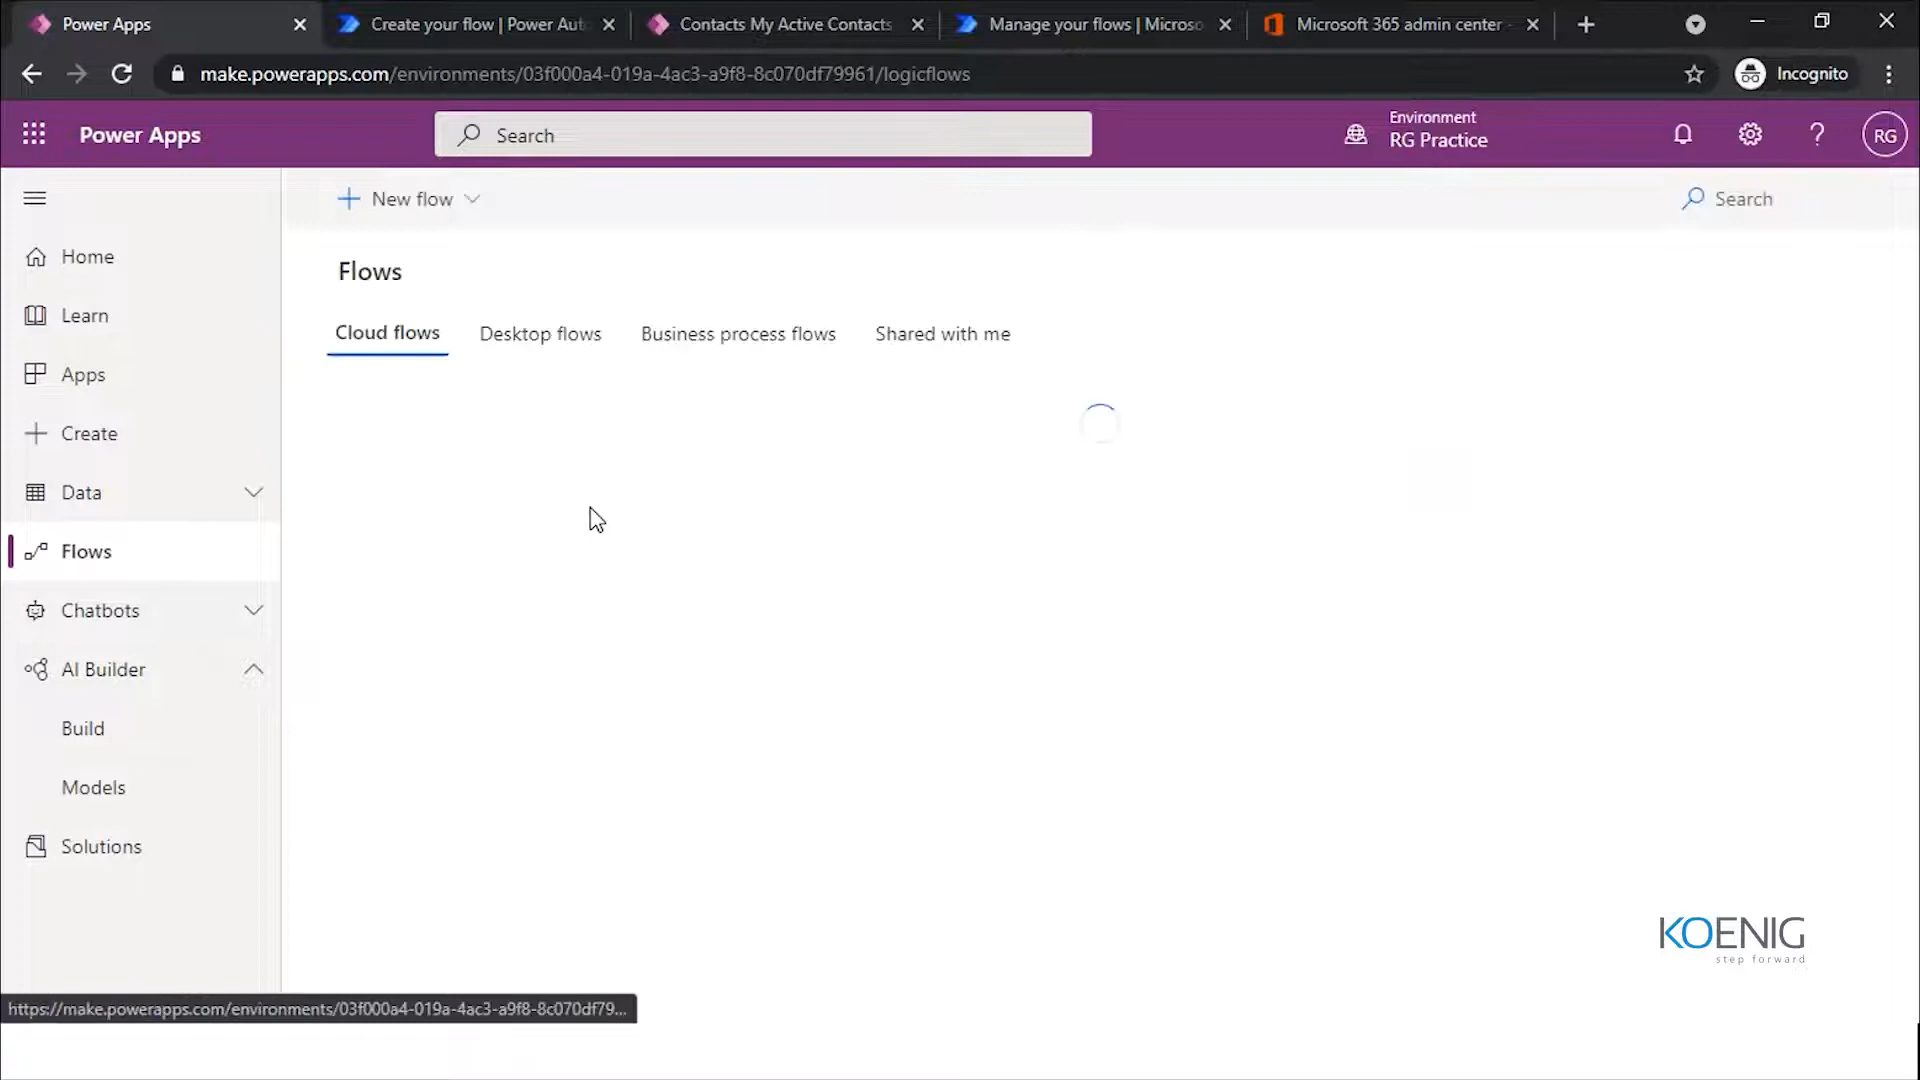 Power Apps
Create your flow | Power Aut
Contacts My Active Contacts
Manage your flows | Microso
Microsoft 365 admin center -
make.powerapps.com/environments/03f000a4-019a-4ac3-a9f8-8c070df79961/logicflows
Incognito
Power Apps
Search
Environment
RG Practice
RG
New flow
Search
Home
Learn
Apps
Create
Data
Flows
Chatbots
AI Builder
Build
Models
Solutions
Flows
Cloud flows
Desktop flows
Business process flows
Shared with me
KOENIG
step forward
https://make.powerapps.com/environments/03f000a4-019a-4ac3-a9f8-8c070df79...